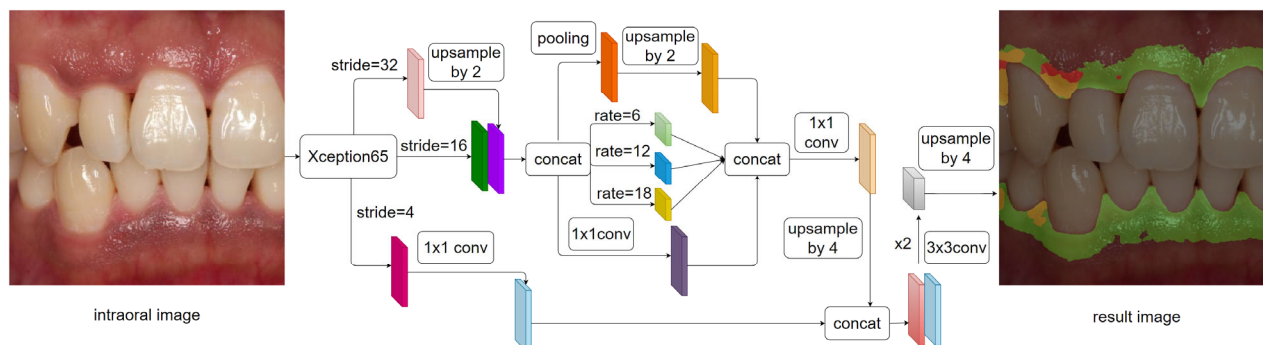 stride=32
upsample
by 2
pooling
upsample
by 2
Xception65
stride=16
concat
rate=6
rate=12
rate=18
concat
1x1
conv
1x1conv
stride=4
1x1 conv
upsample
by 4
concat
x2
3x3conv
upsample
by 4
intraoral image
result image